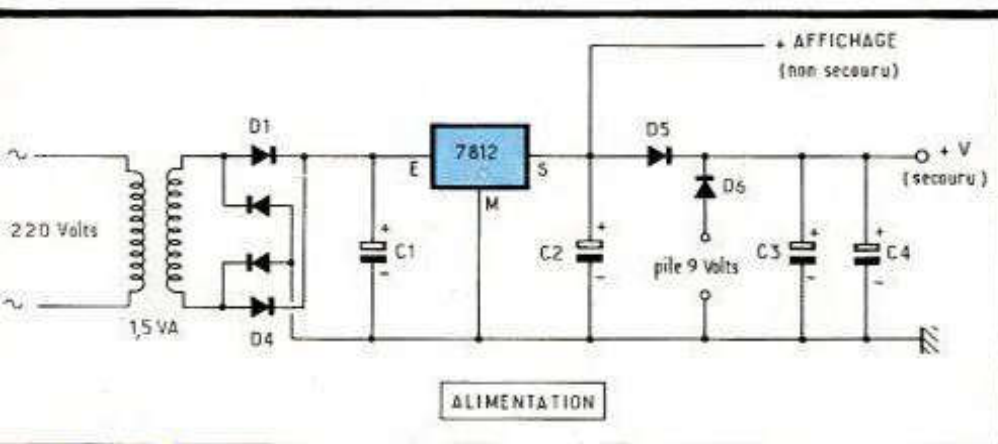 + AFFICHAGE
(non secouru)
D1
7812
E
S
M
D5
D6
+ V
(secouru)
~
220 Volts
~
1,5 VA
D4
+
C1
-
+
C2
-
pile 9 Volts
+
C3
-
+
C4
-
ALIMENTATION